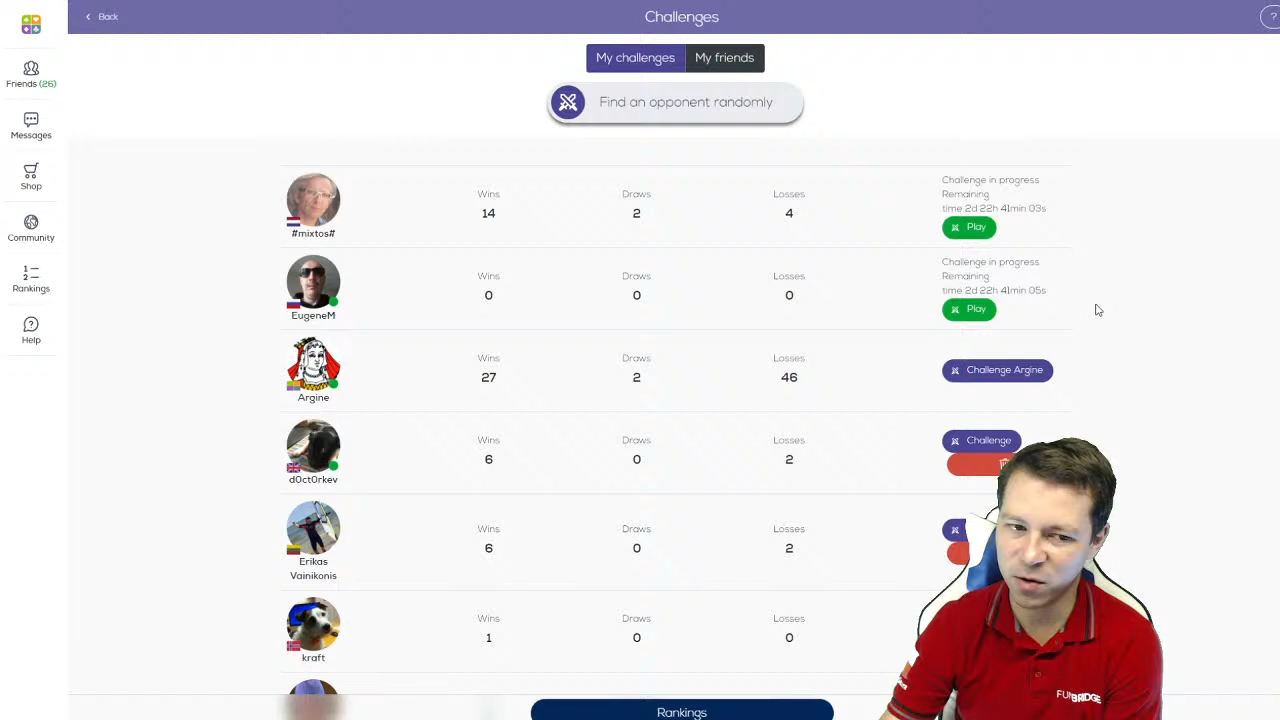 Back
Challenges
?
Friends (26)
Messages
Shop
Community
1
2
Rankings
Help
My challenges
My friends
Find an opponent randomly
#mixtos#
Wins
14
Draws
2
Losses
4
Challenge in progress
Remaining
time 2d 22h 41min 03s
Play
EugeneM
Wins
0
Draws
0
Losses
0
Challenge in progress
Remaining
time 2d 22h 41min 05s
Play
Argine
Wins
27
Draws
2
Losses
46
Challenge Argine
d0ct0rkev
Wins
6
Draws
0
Losses
2
Challenge
Erikas
Vainikonis
Wins
6
Draws
0
Losses
2
kraft
Wins
1
Draws
0
Losses
0
Rankings
FUNBRIDGE